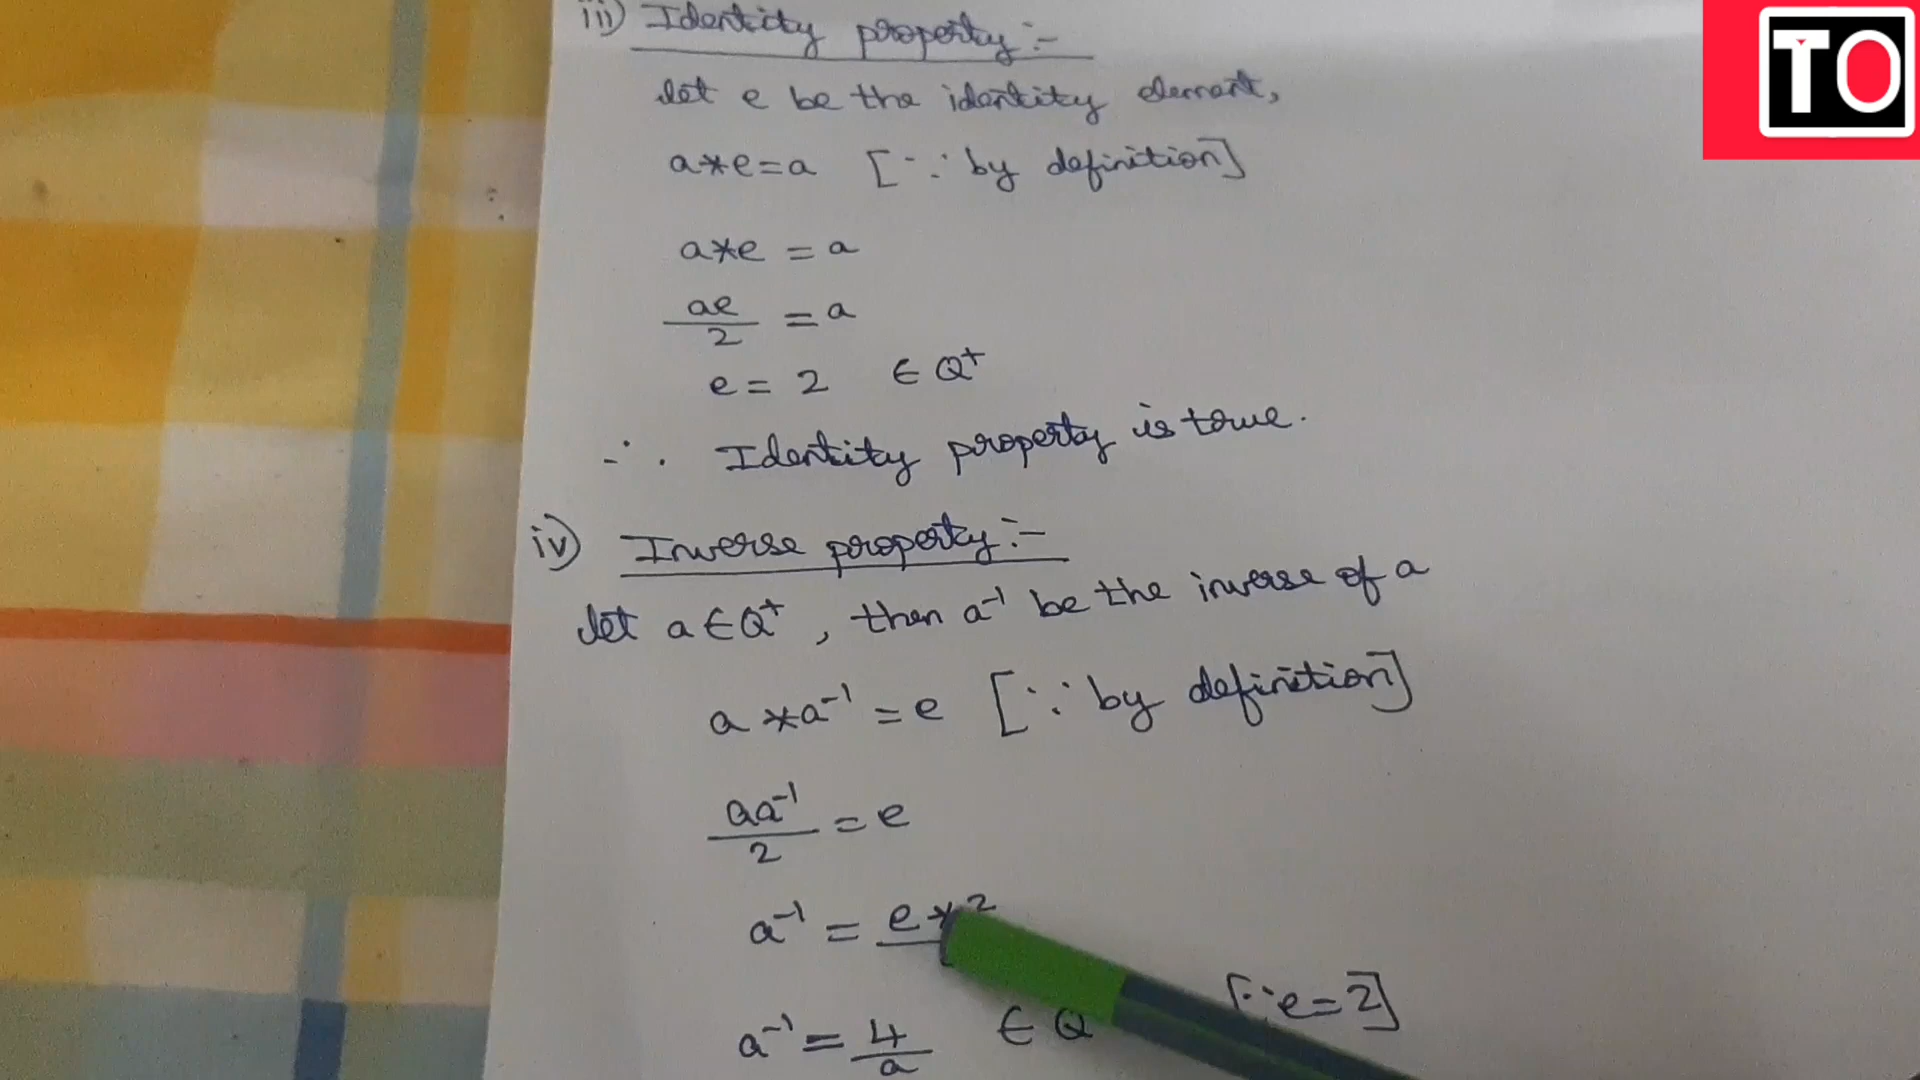 TO
iii) Identity property :-
let e be the identity element,
a*e=a [∵ by definition]
a*e = a
ae/2 = a
e = 2 ∈ Q⁺
∴ Identity property is true.
iv) Inverse property :-
let a ∈ Q⁺, then a⁻¹ be the inverse of a
a*a⁻¹ = e [∵ by definition]
aa⁻¹/2 = e
a⁻¹ = e*2
a⁻¹ = 4/a ∈ Q [∵ e=2]